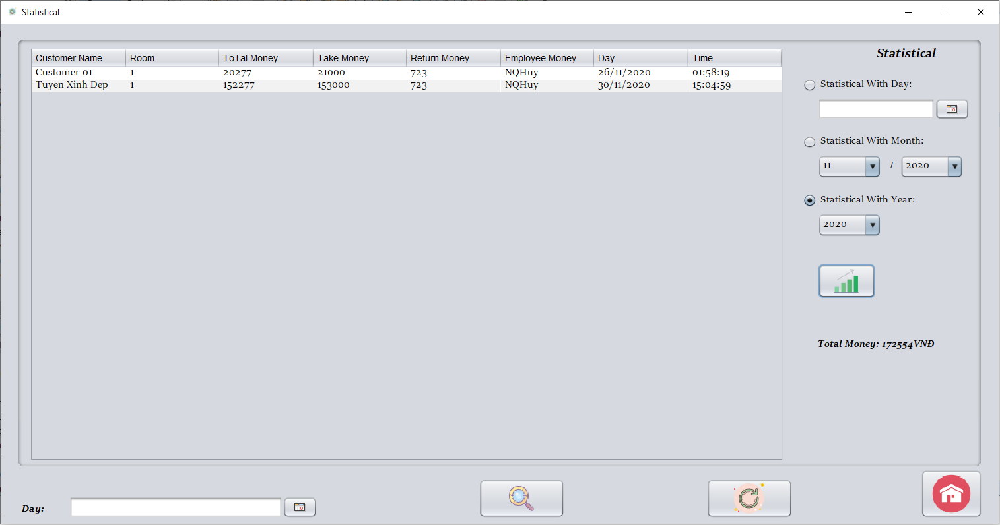 Statistical
Customer Name Room ToTal Money Take Money Return Money Employee Money Day Time
Customer 01 1 20277 21000 723 NQHuy 26/11/2020 01:58:19
Tuyen Xinh Dep 1 152277 153000 723 NQHuy 30/11/2020 15:04:59
Statistical
Statistical With Day:
Statistical With Month:
11 / 2020
Statistical With Year:
2020
Total Money: 172554VNĐ
Day: